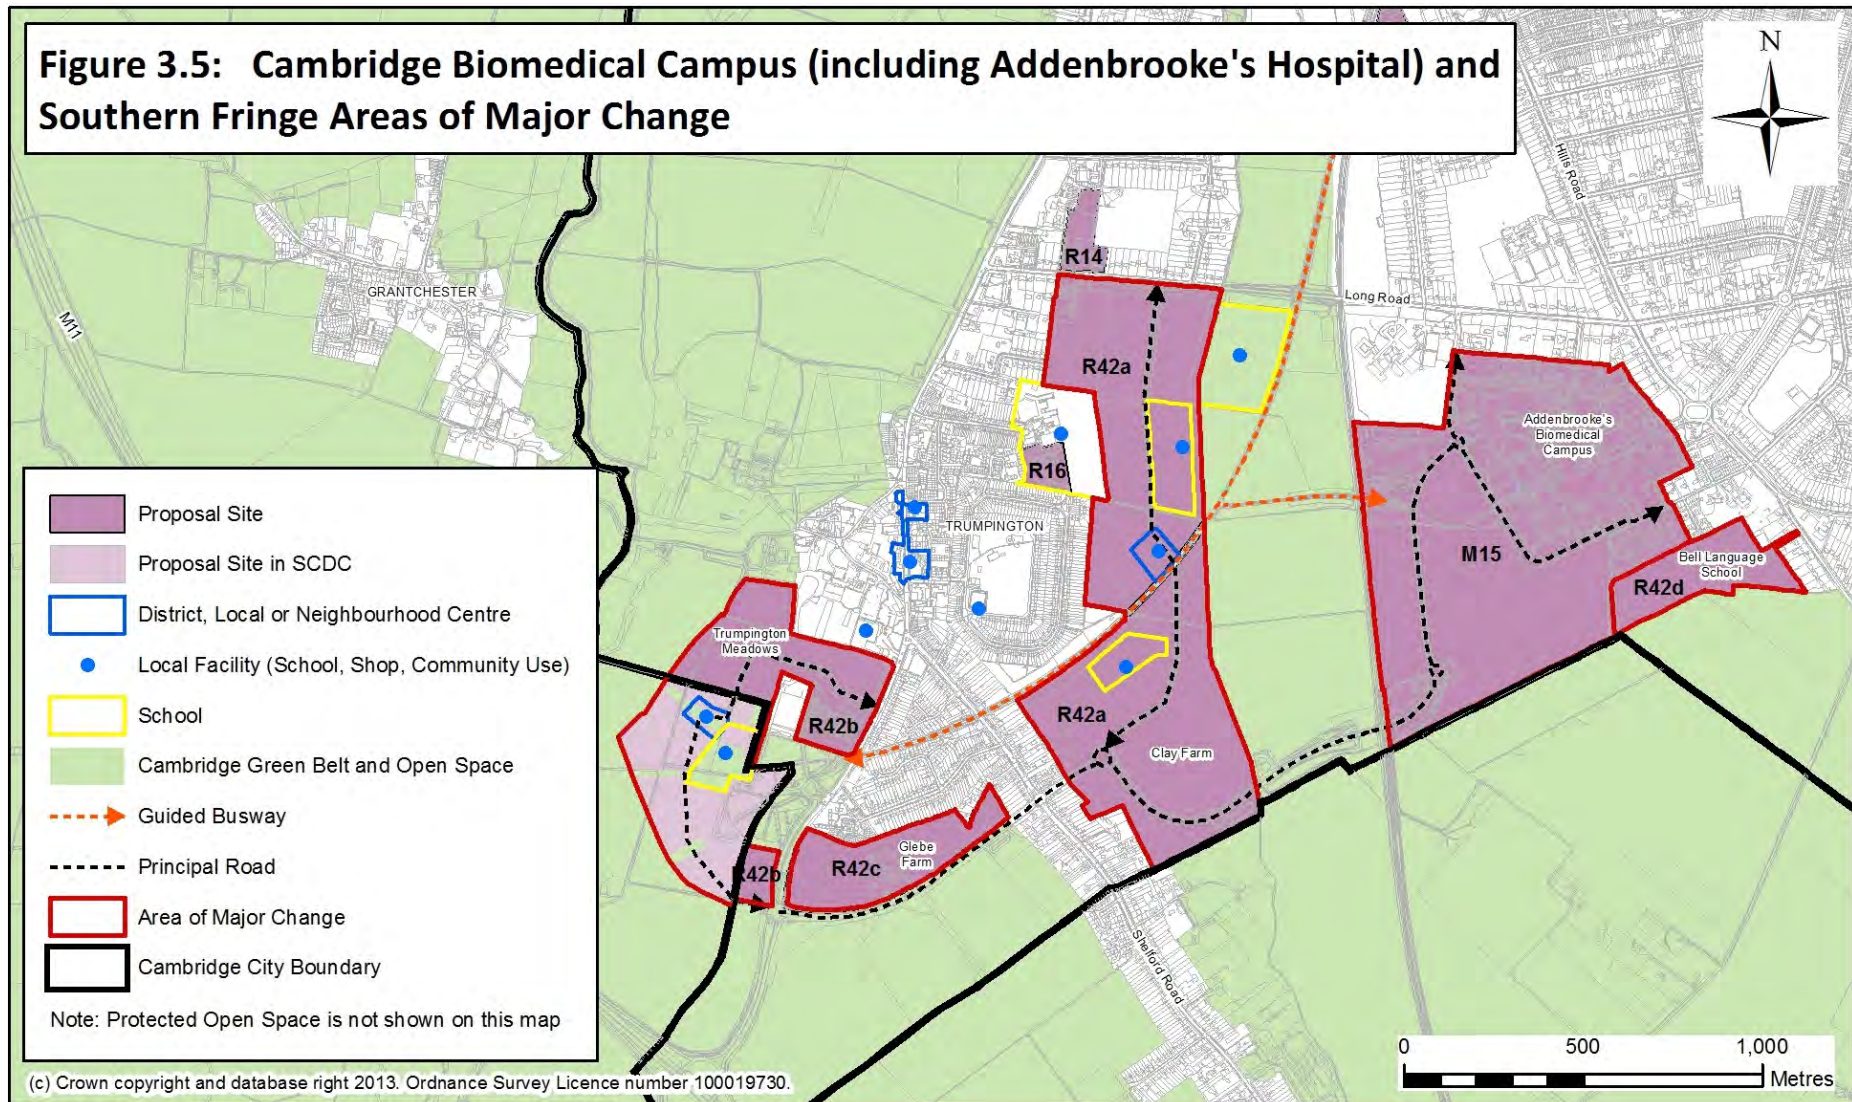 Figure 3.5: Cambridge Biomedical Campus (including Addenbrooke's Hospital) and
Southern Fringe Areas of Major Change
N
Hills Road
R14
GRANTCHESTER
M11
Long Road
R42a
Addenbrooke's
Biomedical
Campus
R16
TRUMPINGTON
M15
Bell Language
School
R42d
Trumpington
Meadows
R42b
R42a
Clay Farm
Glebe
Farm
R42c
R42b
Shelford Road
Proposal Site
Proposal Site in SCDC
District, Local or Neighbourhood Centre
Local Facility (School, Shop, Community Use)
School
Cambridge Green Belt and Open Space
Guided Busway
Principal Road
Area of Major Change
Cambridge City Boundary
Note: Protected Open Space is not shown on this map
0 500 1,000
Metres
(c) Crown copyright and database right 2013. Ordnance Survey Licence number 100019730.